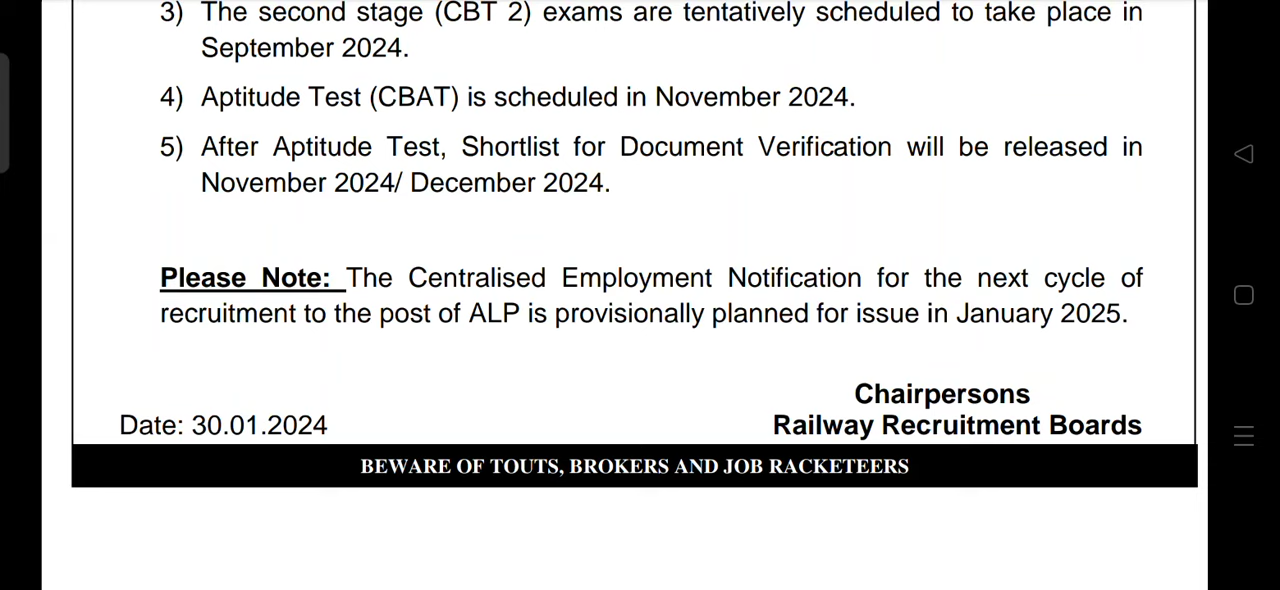 3) The second stage (CBT 2) exams are tentatively scheduled to take place in
September 2024.
4) Aptitude Test (CBAT) is scheduled in November 2024.
5) After Aptitude Test, Shortlist for Document Verification will be released in
November 2024/ December 2024.
Please Note: The Centralised Employment Notification for the next cycle of
recruitment to the post of ALP is provisionally planned for issue in January 2025.
Chairpersons
Date: 30.01.2024 Railway Recruitment Boards
BEWARE OF TOUTS, BROKERS AND JOB RACKETEERS